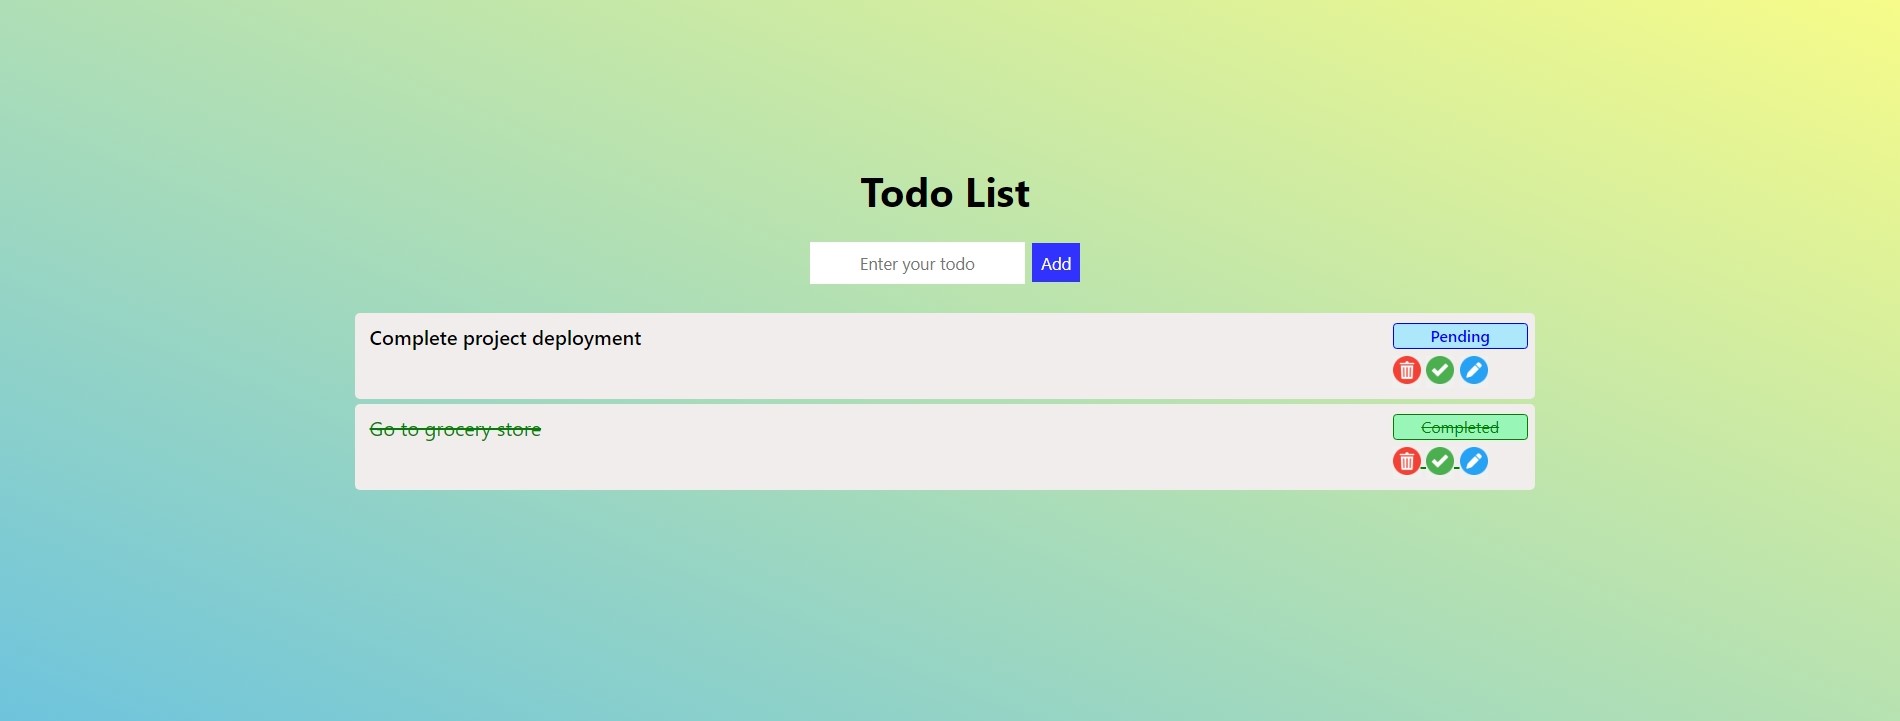 Todo List
Enter your todo Add
Complete project deployment Pending
Go to grocery store Completed